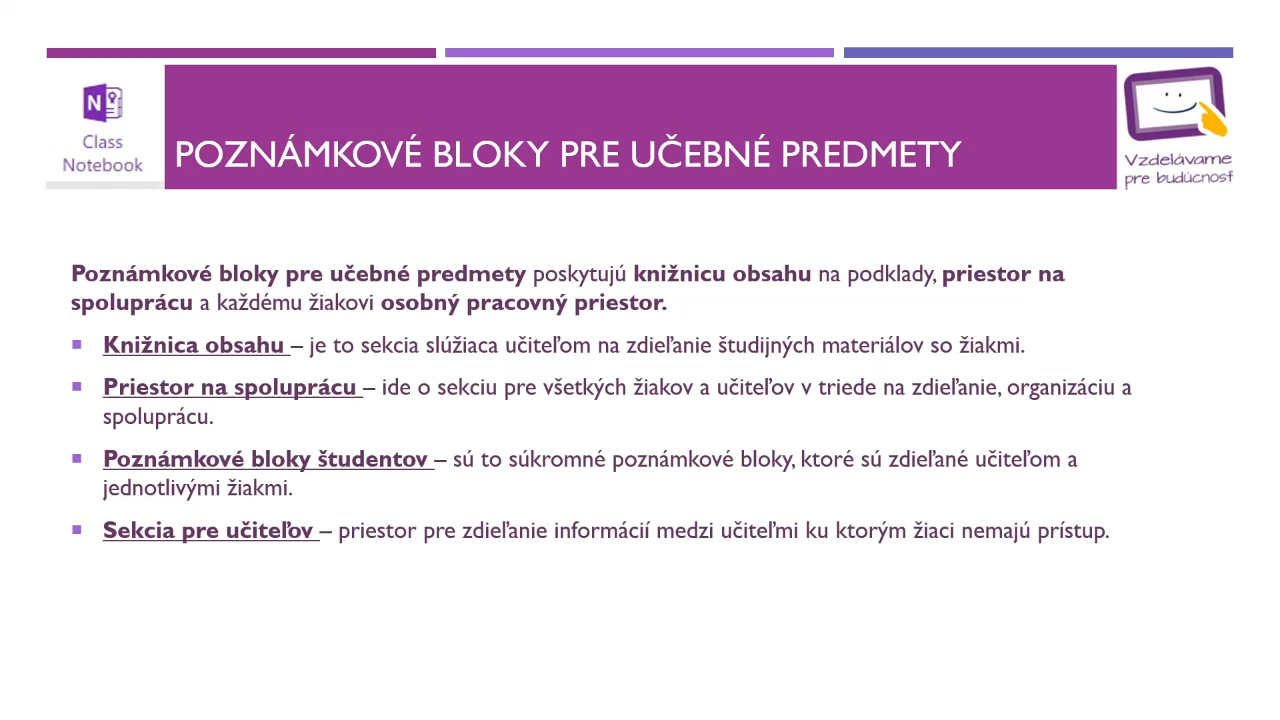 N
Class
Notebook
POZNÁMKOVÉ BLOKY PRE UČEBNÉ PREDMETY
Vzdelávame
pre budúcnosť
Poznámkové bloky pre učebné predmety poskytujú knižnicu obsahu na podklady, priestor na
spoluprácu a každému žiakovi osobný pracovný priestor.
Knižnica obsahu – je to sekcia slúžiaca učiteľom na zdieľanie študijných materiálov so žiakmi.
Priestor na spoluprácu – ide o sekciu pre všetkých žiakov a učiteľov v triede na zdieľanie, organizáciu a
spoluprácu.
Poznámkové bloky študentov – sú to súkromné poznámkové bloky, ktoré sú zdieľané učiteľom a
jednotlivými žiakmi.
Sekcia pre učiteľov – priestor pre zdieľanie informácií medzi učiteľmi ku ktorým žiaci nemajú prístup.